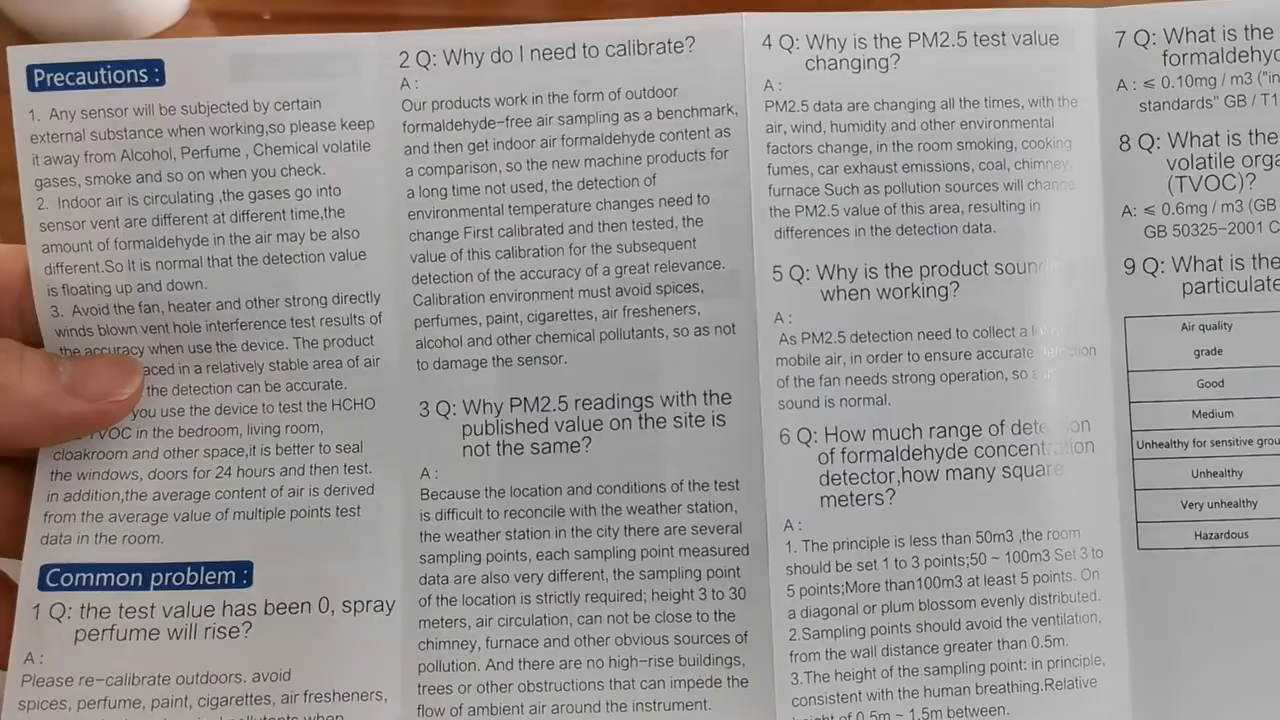 Precautions :
1. Any sensor will be subjected by certain
external substance when working,so please keep
it away from Alcohol, Perfume , Chemical volatile
gases, smoke and so on when you check.
2. Indoor air is circulating ,the gases go into
sensor vent are different at different time,the
amount of formaldehyde in the air may be also
different.So It is normal that the detection value
is floating up and down.
3. Avoid the fan, heater and other strong directly
winds blown vent hole interference test results of
the accuracy when use the device. The product
aced in a relatively stable area of air
the detection can be accurate.
you use the device to test the HCHO
TVOC in the bedroom, living room,
cloakroom and other space,it is better to seal
the windows, doors for 24 hours and then test.
in addition,the average content of air is derived
from the average value of multiple points test
data in the room.
Common problem :
1 Q: the test value has been 0, spray
perfume will rise?
A :
Please re-calibrate outdoors. avoid
spices, perfume, paint, cigarettes, air fresheners,
when
2 Q: Why do I need to calibrate?
A :
Our products work in the form of outdoor
formaldehyde-free air sampling as a benchmark,
and then get indoor air formaldehyde content as
a comparison, so the new machine products for
a long time not used, the detection of
environmental temperature changes need to
change First calibrated and then tested, the
value of this calibration for the subsequent
detection of the accuracy of a great relevance.
Calibration environment must avoid spices,
perfumes, paint, cigarettes, air fresheners,
alcohol and other chemical pollutants, so as not
to damage the sensor.
3 Q: Why PM2.5 readings with the
published value on the site is
not the same?
A :
Because the location and conditions of the test
is difficult to reconcile with the weather station,
the weather station in the city there are several
sampling points, each sampling point measured
data are also very different, the sampling point
of the location is strictly required; height 3 to 30
meters, air circulation, can not be close to the
chimney, furnace and other obvious sources of
pollution. And there are no high-rise buildings,
trees or other obstructions that can impede the
flow of ambient air around the instrument.
4 Q: Why is the PM2.5 test value
changing?
A :
PM2.5 data are changing all the times, with the
air, wind, humidity and other environmental
factors change, in the room smoking, cooking
fumes, car exhaust emissions, coal, chimney,
furnace Such as pollution sources will change
the PM2.5 value of this area, resulting in
differences in the detection data.
5 Q: Why is the product soun
when working?
A :
As PM2.5 detection need to collect a lot of
mobile air, in order to ensure accurate detection
of the fan needs strong operation, so
sound is normal.
6 Q: How much range of detection
of formaldehyde concentration
detector,how many square
meters?
A :
1. The principle is less than 50m3 ,the room
should be set 1 to 3 points;50 ~ 100m3 Set 3 to
5 points;More than100m3 at least 5 points. On
a diagonal or plum blossom evenly distributed.
2.Sampling points should avoid the ventilation,
from the wall distance greater than 0.5m.
3.The height of the sampling point: in principle,
consistent with the human breathing.Relative
height of 0.5m ~ 1.5m between.
7 Q: What is the
formaldehyd
A : ≤ 0.10mg / m3 ("in
standards" GB / T1
8 Q: What is the
volatile orga
(TVOC)?
A: ≤ 0.6mg / m3 (GB
GB 50325-2001 C
9 Q: What is the
particulate
Air quality
grade
Good
Medium
Unhealthy for sensitive grou
Unhealthy
Very unhealthy
Hazardous